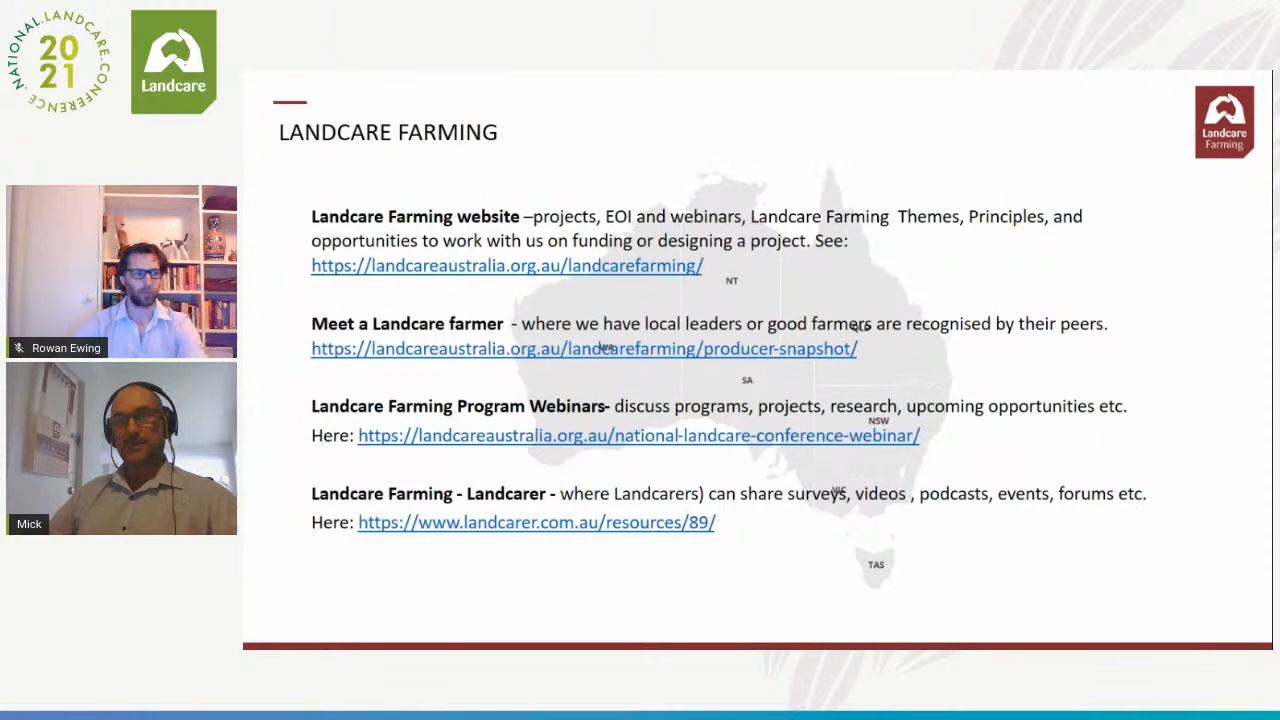 NATIONAL.LANDCARE.CONFERENCE.
20
21
Landcare
LANDCARE FARMING
Landcare
Farming
Landcare Farming website –projects, EOI and webinars, Landcare Farming Themes, Principles, and
opportunities to work with us on funding or designing a project. See:
https://landcareaustralia.org.au/landcarefarming/
NT
Meet a Landcare farmer - where we have local leaders or good farmers are recognised by their peers.
QLD
https://landcareaustralia.org.au/landcarefarming/producer-snapshot/
WA
SA
Landcare Farming Program Webinars- discuss programs, projects, research, upcoming opportunities etc.
NSW
Here: https://landcareaustralia.org.au/national-landcare-conference-webinar/
Landcare Farming - Landcarer - where Landcarers) can share surveys, videos , podcasts, events, forums etc.
VIC
Here: https://www.landcarer.com.au/resources/89/
TAS
Rowan Ewing
Mick